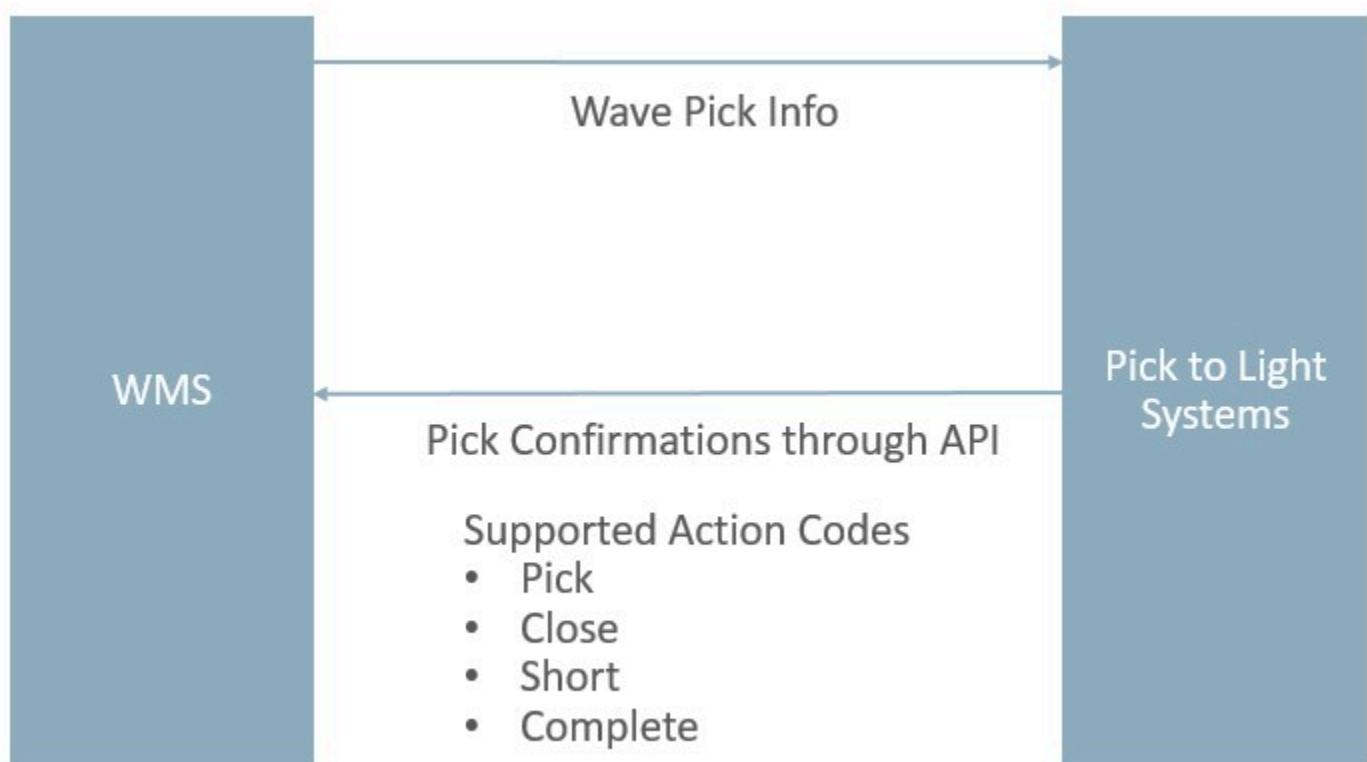 Wave Pick Info
WMS
Pick to Light
Systems
Pick Confirmations through API
Supported Action Codes
• Pick
• Close
• Short
• Complete